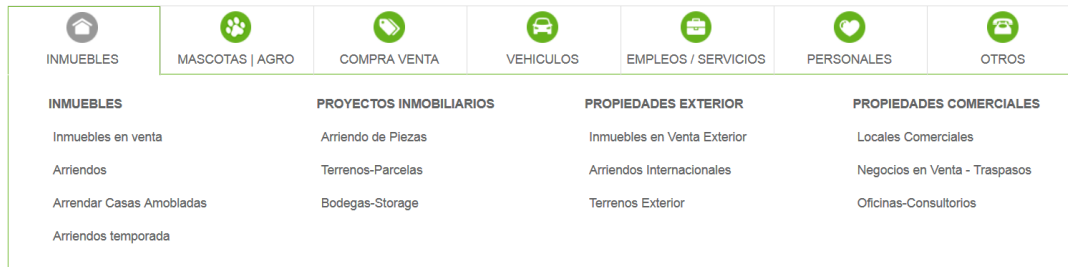 INMUEBLES
MASCOTAS | AGRO
COMPRA VENTA
VEHICULOS
EMPLEOS / SERVICIOS
PERSONALES
OTROS
INMUEBLES
Inmuebles en venta
Arriendos
Arrendar Casas Amobladas
Arriendos temporada
PROYECTOS INMOBILIARIOS
Arriendo de Piezas
Terrenos-Parcelas
Bodegas-Storage
PROPIEDADES EXTERIOR
Inmuebles en Venta Exterior
Arriendos Internacionales
Terrenos Exterior
PROPIEDADES COMERCIALES
Locales Comerciales
Negocios en Venta - Traspasos
Oficinas-Consultorios